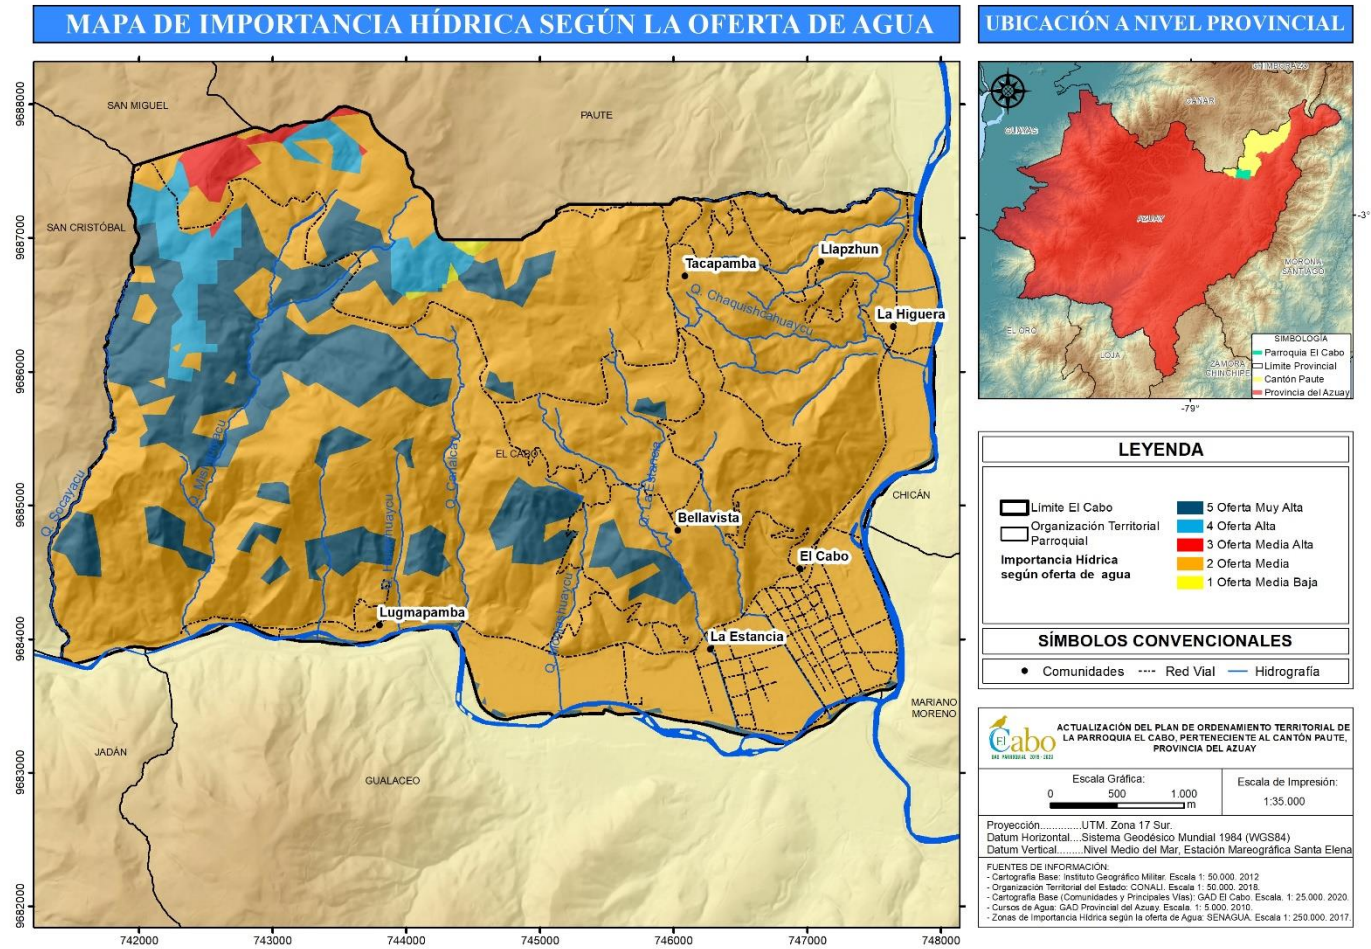 MAPA DE IMPORTANCIA HÍDRICA SEGÚN LA OFERTA DE AGUA
UBICACIÓN A NIVEL PROVINCIAL
SAN MIGUEL
PAUTE
SAN CRISTÓBAL
Tacapamba
Llapzhun
Q. Chaquishcahuaycu
La Higuera
EL CABO
Q. Cañalcay
Q. La Estancia
Q. Socayacu
Bellavista
CHICÁN
El Cabo
Lugmapamba
La Estancia
MARIANO
MORENO
JADÁN
GUALACEO
9688000
9687000
9686000
9685000
9684000
9683000
9682000
742000
743000
744000
745000
746000
747000
748000
CHIMBORAZO
CAÑAR
GUAYAS
AZUAY
MORONA
SANTIAGO
EL ORO
LOJA
ZAMORA
CHINCHIPE
-3°
-79°
SIMBOLOGÍA
Parroquia El Cabo
Límite Provincial
Cantón Paute
Provincia del Azuay
LEYENDA
Límite El Cabo
Organización Territorial
Parroquial
Importancia Hídrica
según oferta de agua
5 Oferta Muy Alta
4 Oferta Alta
3 Oferta Media Alta
2 Oferta Media
1 Oferta Media Baja
SÍMBOLOS CONVENCIONALES
Comunidades
Red Vial
Hidrografía
El Cabo
GAD PARROQUIAL 2019 - 2023
ACTUALIZACIÓN DEL PLAN DE ORDENAMIENTO TERRITORIAL DE
LA PARROQUIA EL CABO, PERTENECIENTE AL CANTÓN PAUTE,
PROVINCIA DEL AZUAY
Escala Gráfica:
0 500 1.000
m
Escala de Impresión:
1:35.000
Proyección.............UTM. Zona 17 Sur.
Datum Horizontal....Sistema Geodésico Mundial 1984 (WGS84)
Datum Vertical.........Nivel Medio del Mar, Estación Mareográfica Santa Elena
FUENTES DE INFORMACIÓN:
- Cartografía Base: Instituto Geográfico Militar. Escala 1: 50.000. 2012
- Organización Territorial del Estado: CONALI. Escala 1: 50.000. 2018.
- Cartografía Base (Comunidades y Principales Vías): GAD El Cabo. Escala. 1: 25.000. 2020.
- Cursos de Agua: GAD Provincial del Azuay. Escala. 1: 5.000. 2010.
- Zonas de Importancia Hídrica según la oferta de Agua: SENAGUA. Escala 1: 250.000. 2017.